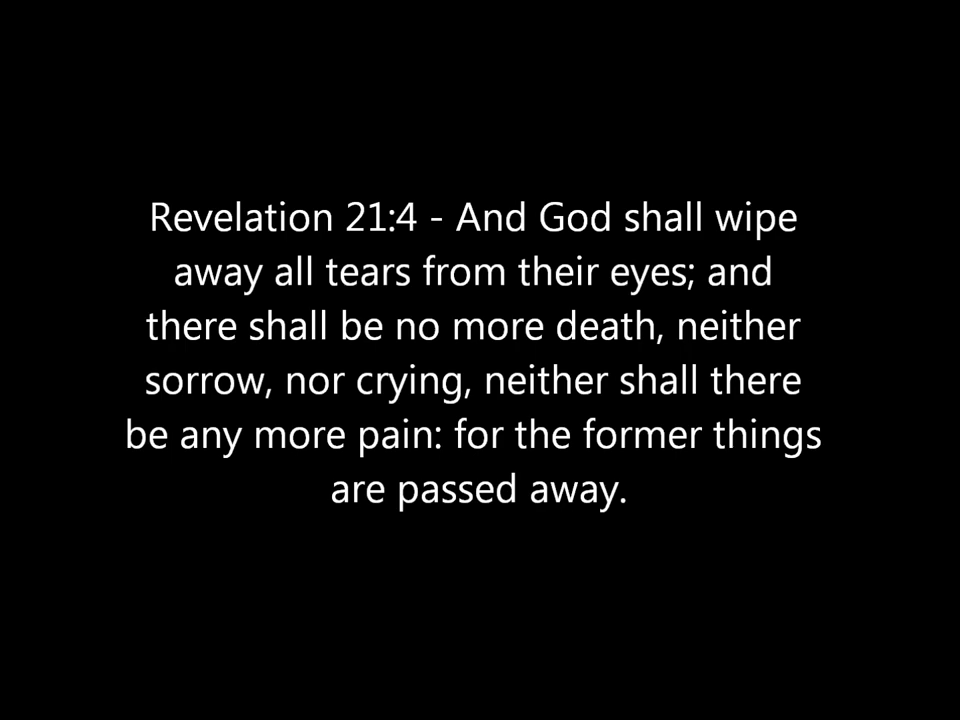 Revelation 21:4 - And God shall wipe
away all tears from their eyes; and
there shall be no more death, neither
sorrow, nor crying, neither shall there
be any more pain: for the former things
are passed away.